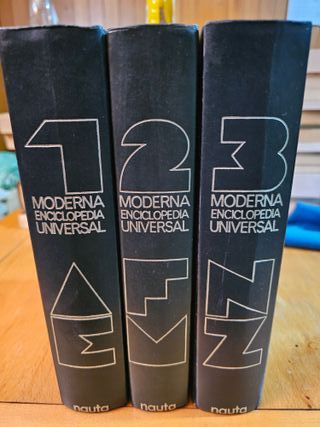 1
MODERNA
ENCICLOPEDIA
UNIVERSAL
A
E
nauta
2
MODERNA
ENCICLOPEDIA
UNIVERSAL
F
M
nauta
3
MODERNA
ENCICLOPEDIA
UNIVERSAL
N
Z
nauta